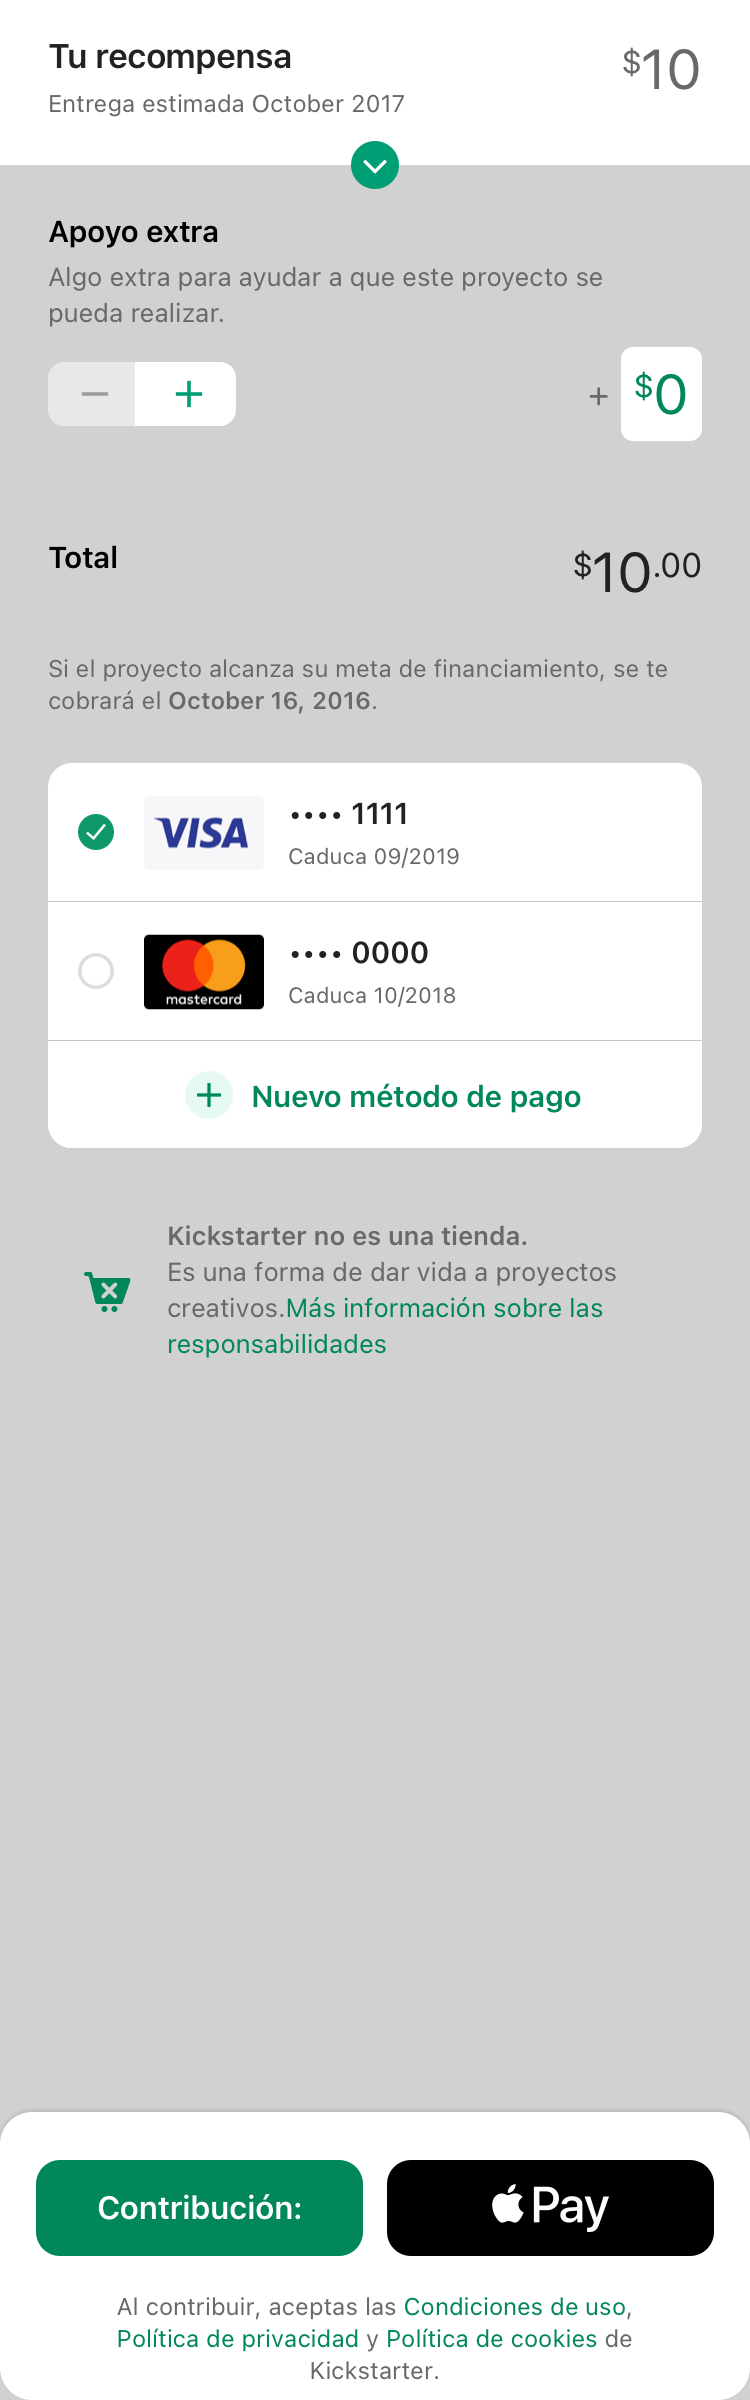 Tu recompensa
$10
Entrega estimada October 2017
Apoyo extra
Algo extra para ayudar a que este proyecto se
pueda realizar.
− +
+ $0
Total
$10.00
Si el proyecto alcanza su meta de financiamiento, se te
cobrará el October 16, 2016.
VISA
•••• 1111
Caduca 09/2019
mastercard
•••• 0000
Caduca 10/2018
+ Nuevo método de pago
Kickstarter no es una tienda.
Es una forma de dar vida a proyectos
creativos.Más información sobre las
responsabilidades
Contribución:
Pay
Al contribuir, aceptas las Condiciones de uso,
Política de privacidad y Política de cookies de
Kickstarter.